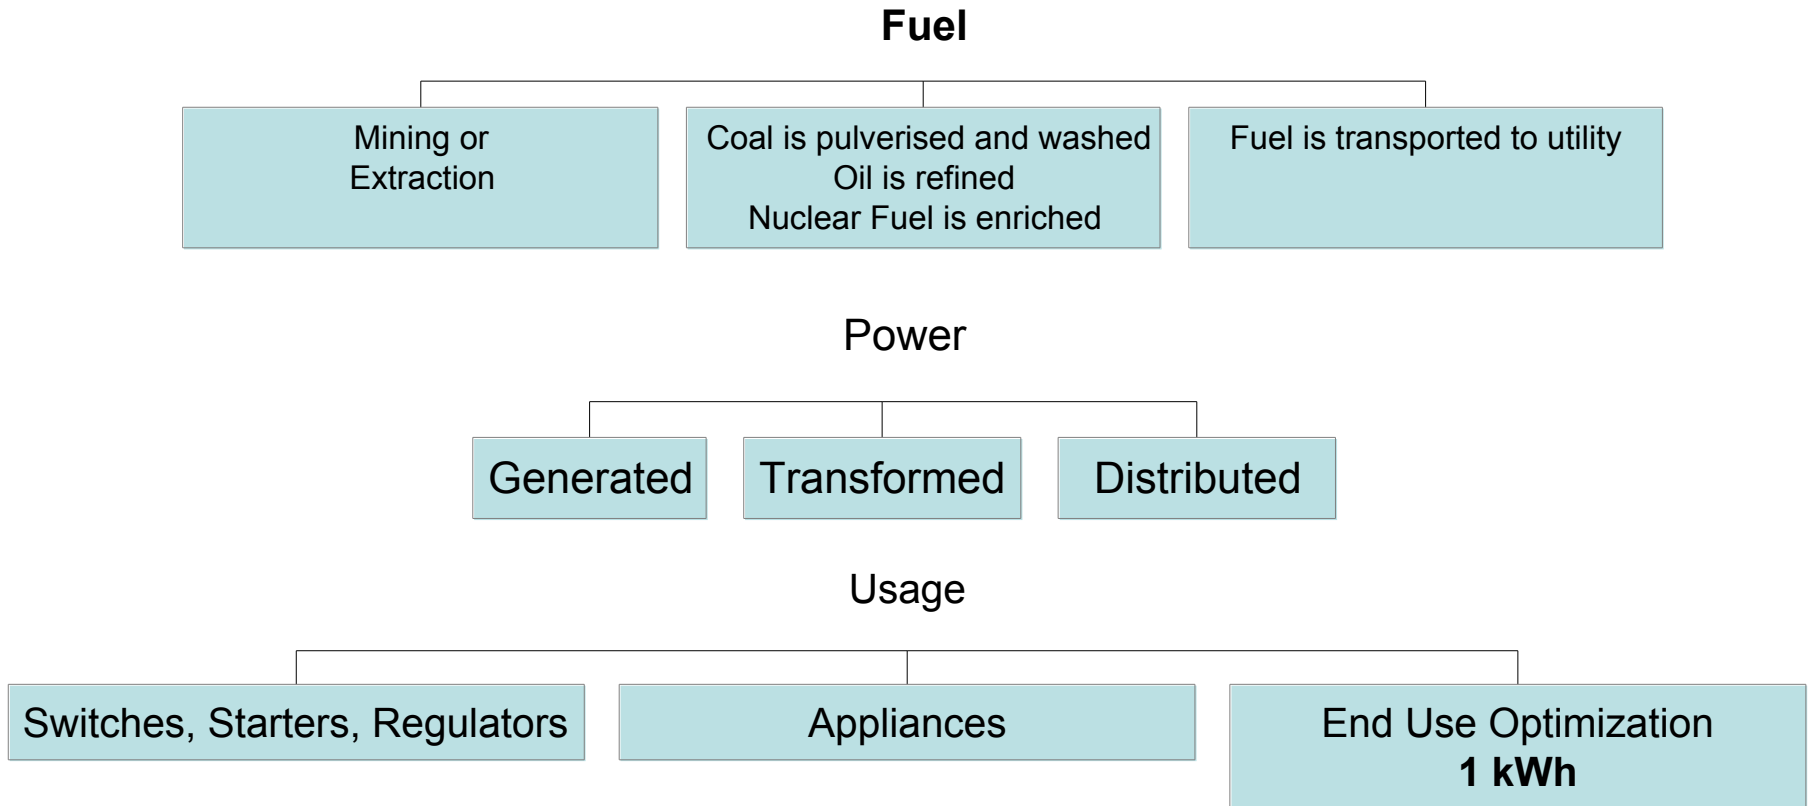 Fuel
Mining or
Extraction
Coal is pulverised and washed
Oil is refined
Nuclear Fuel is enriched
Fuel is transported to utility
Power
Generated
Transformed
Distributed
Usage
Switches, Starters, Regulators
Appliances
End Use Optimization
1 kWh